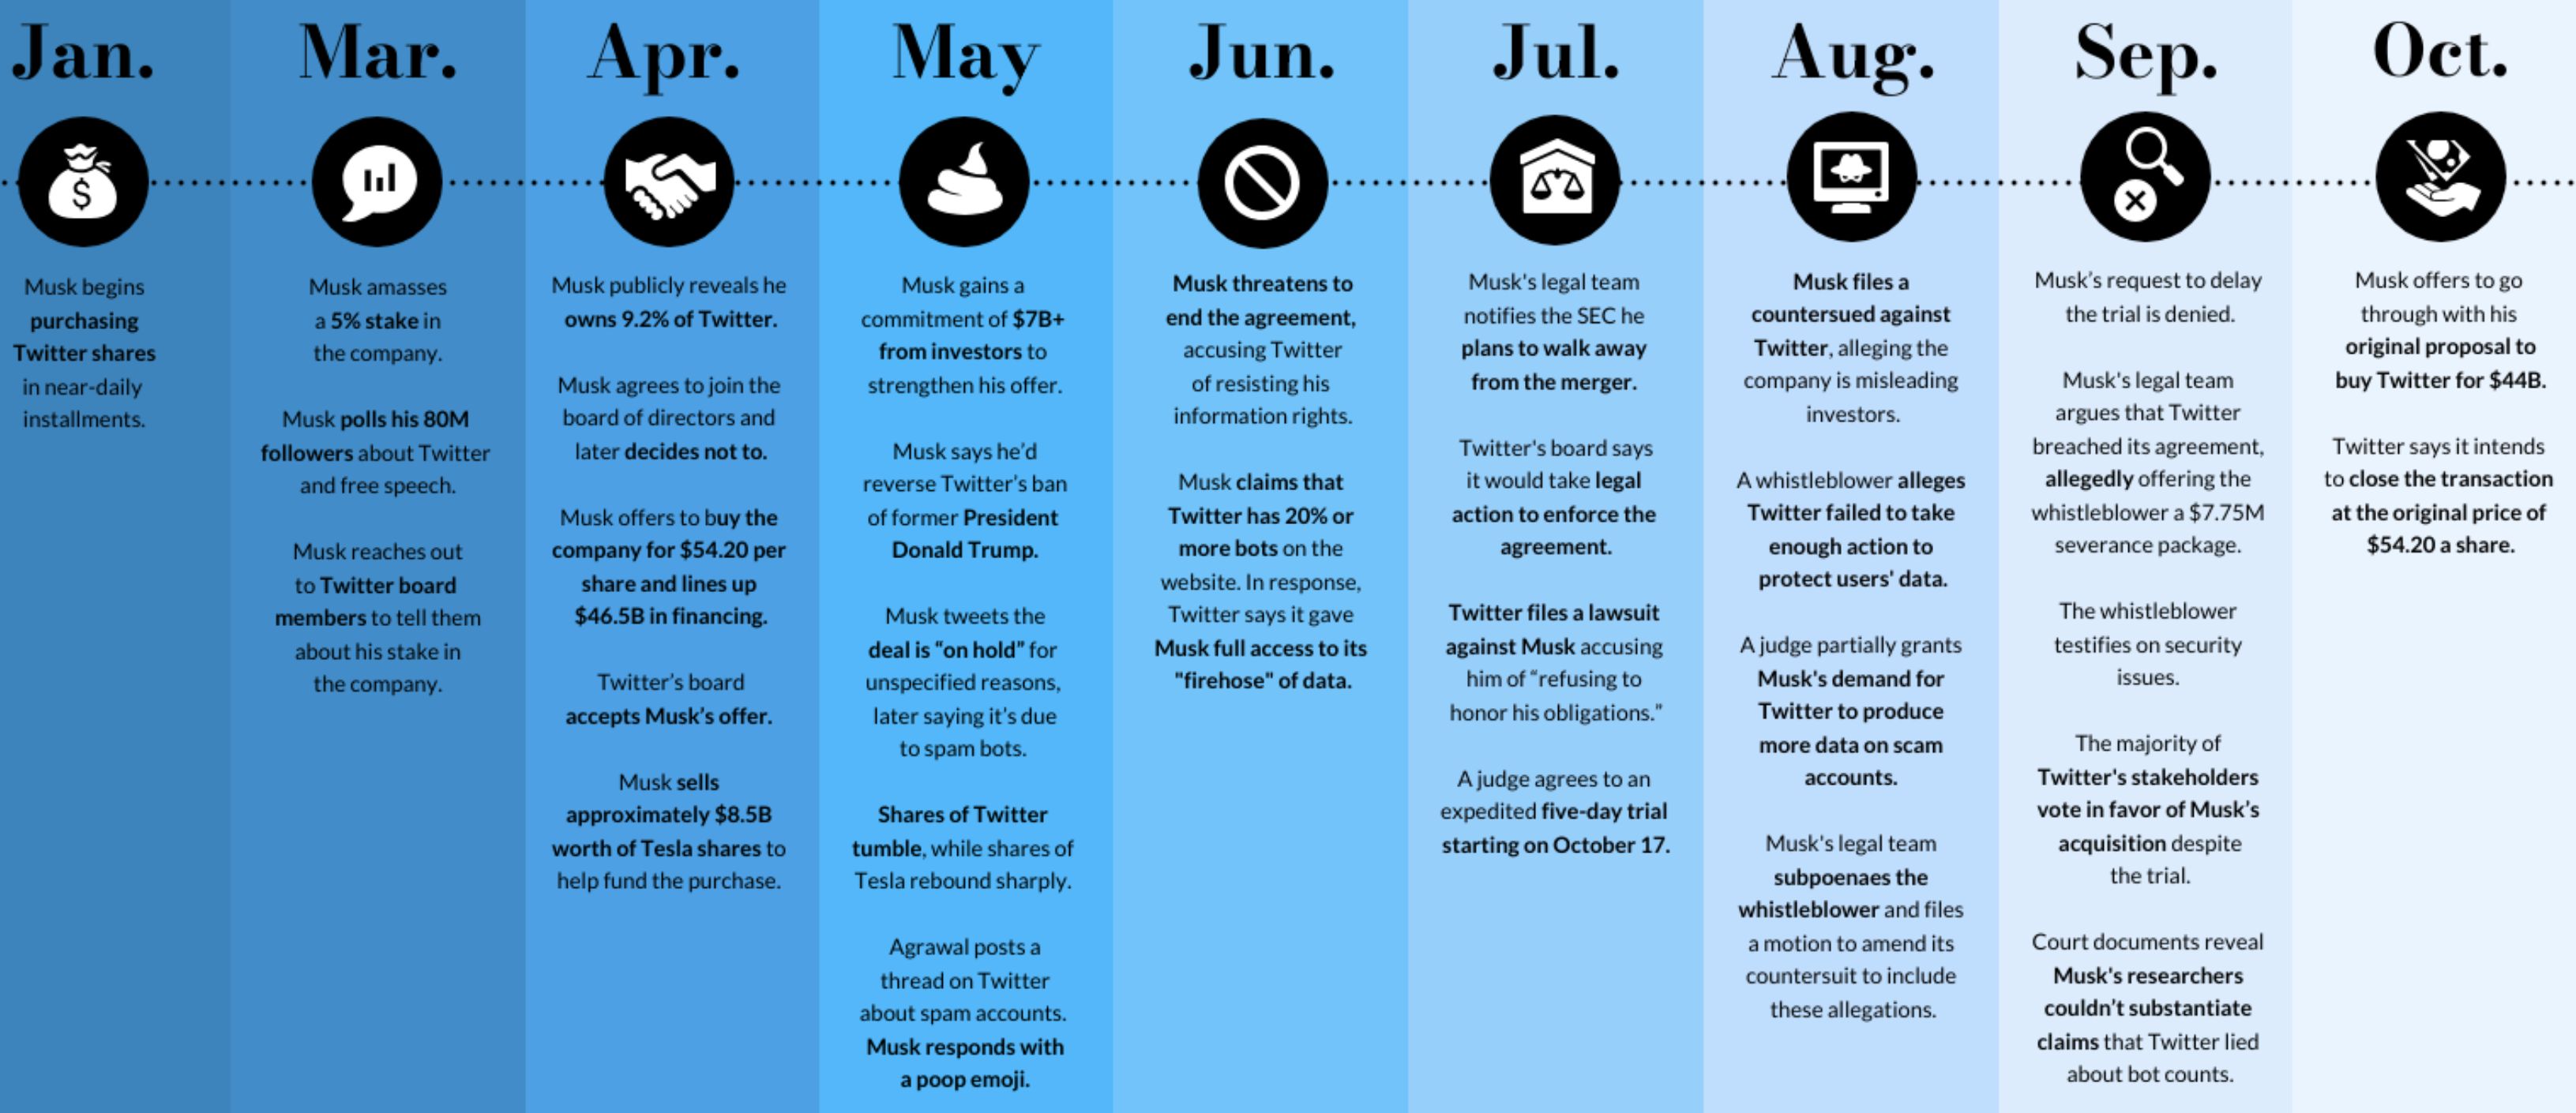 Jan.
Musk begins
purchasing
Twitter shares
in near-daily
installments.
Mar.
Musk amasses
a 5% stake in
the company.
Musk polls his 80M
followers about Twitter
and free speech.
Musk reaches out
to Twitter board
members to tell them
about his stake in
the company.
Apr.
Musk publicly reveals he
owns 9.2% of Twitter.
Musk agrees to join the
board of directors and
later decides not to.
Musk offers to buy the
company for $54.20 per
share and lines up
$46.5B in financing.
Twitter’s board
accepts Musk’s offer.
Musk sells
approximately $8.5B
worth of Tesla shares to
help fund the purchase.
May
Musk gains a
commitment of $7B+
from investors to
strengthen his offer.
Musk says he’d
reverse Twitter’s ban
of former President
Donald Trump.
Musk tweets the
deal is “on hold” for
unspecified reasons,
later saying it’s due
to spam bots.
Shares of Twitter
tumble, while shares of
Tesla rebound sharply.
Agrawal posts a
thread on Twitter
about spam accounts.
Musk responds with
a poop emoji.
Jun.
Musk threatens to
end the agreement,
accusing Twitter
of resisting his
information rights.
Musk claims that
Twitter has 20% or
more bots on the
website. In response,
Twitter says it gave
Musk full access to its
"firehose" of data.
Jul.
Musk's legal team
notifies the SEC he
plans to walk away
from the merger.
Twitter's board says
it would take legal
action to enforce the
agreement.
Twitter files a lawsuit
against Musk accusing
him of “refusing to
honor his obligations.”
A judge agrees to an
expedited five-day trial
starting on October 17.
Aug.
Musk files a
countersued against
Twitter, alleging the
company is misleading
investors.
A whistleblower alleges
Twitter failed to take
enough action to
protect users' data.
A judge partially grants
Musk's demand for
Twitter to produce
more data on scam
accounts.
Musk's legal team
subpoenaes the
whistleblower and files
a motion to amend its
countersuit to include
these allegations.
Sep.
Musk’s request to delay
the trial is denied.
Musk's legal team
argues that Twitter
breached its agreement,
allegedly offering the
whistleblower a $7.75M
severance package.
The whistleblower
testifies on security
issues.
The majority of
Twitter's stakeholders
vote in favor of Musk’s
acquisition despite
the trial.
Court documents reveal
Musk's researchers
couldn’t substantiate
claims that Twitter lied
about bot counts.
Oct.
Musk offers to go
through with his
original proposal to
buy Twitter for $44B.
Twitter says it intends
to close the transaction
at the original price of
$54.20 a share.